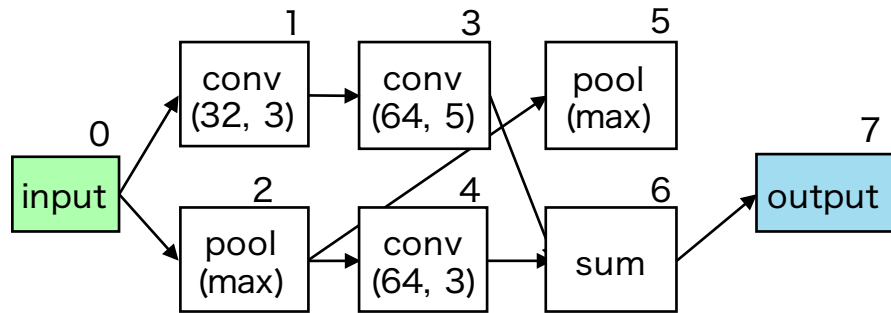 0
input
1
conv
(32, 3)
2
pool
(max)
3
conv
(64, 5)
4
conv
(64, 3)
5
pool
(max)
6
sum
7
output